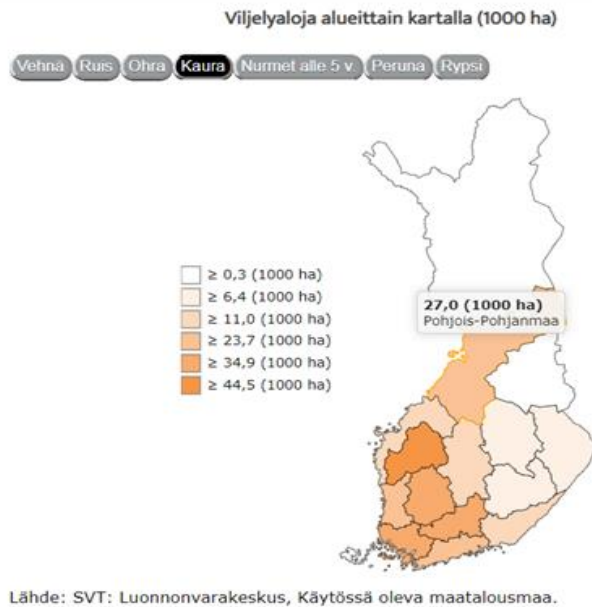 Viljelyaloja alueittain kartalla (1000 ha)
Vehnä Ruis Ohra Kaura Nurmet alle 5 v. Peruna Rypsi
≥ 0,3 (1000 ha)
≥ 6,4 (1000 ha)
≥ 11,0 (1000 ha)
≥ 23,7 (1000 ha)
≥ 34,9 (1000 ha)
≥ 44,5 (1000 ha)
27,0 (1000 ha)
Pohjois-Pohjanmaa
Lähde: SVT: Luonnonvarakeskus, Käytössä oleva maatalousmaa.